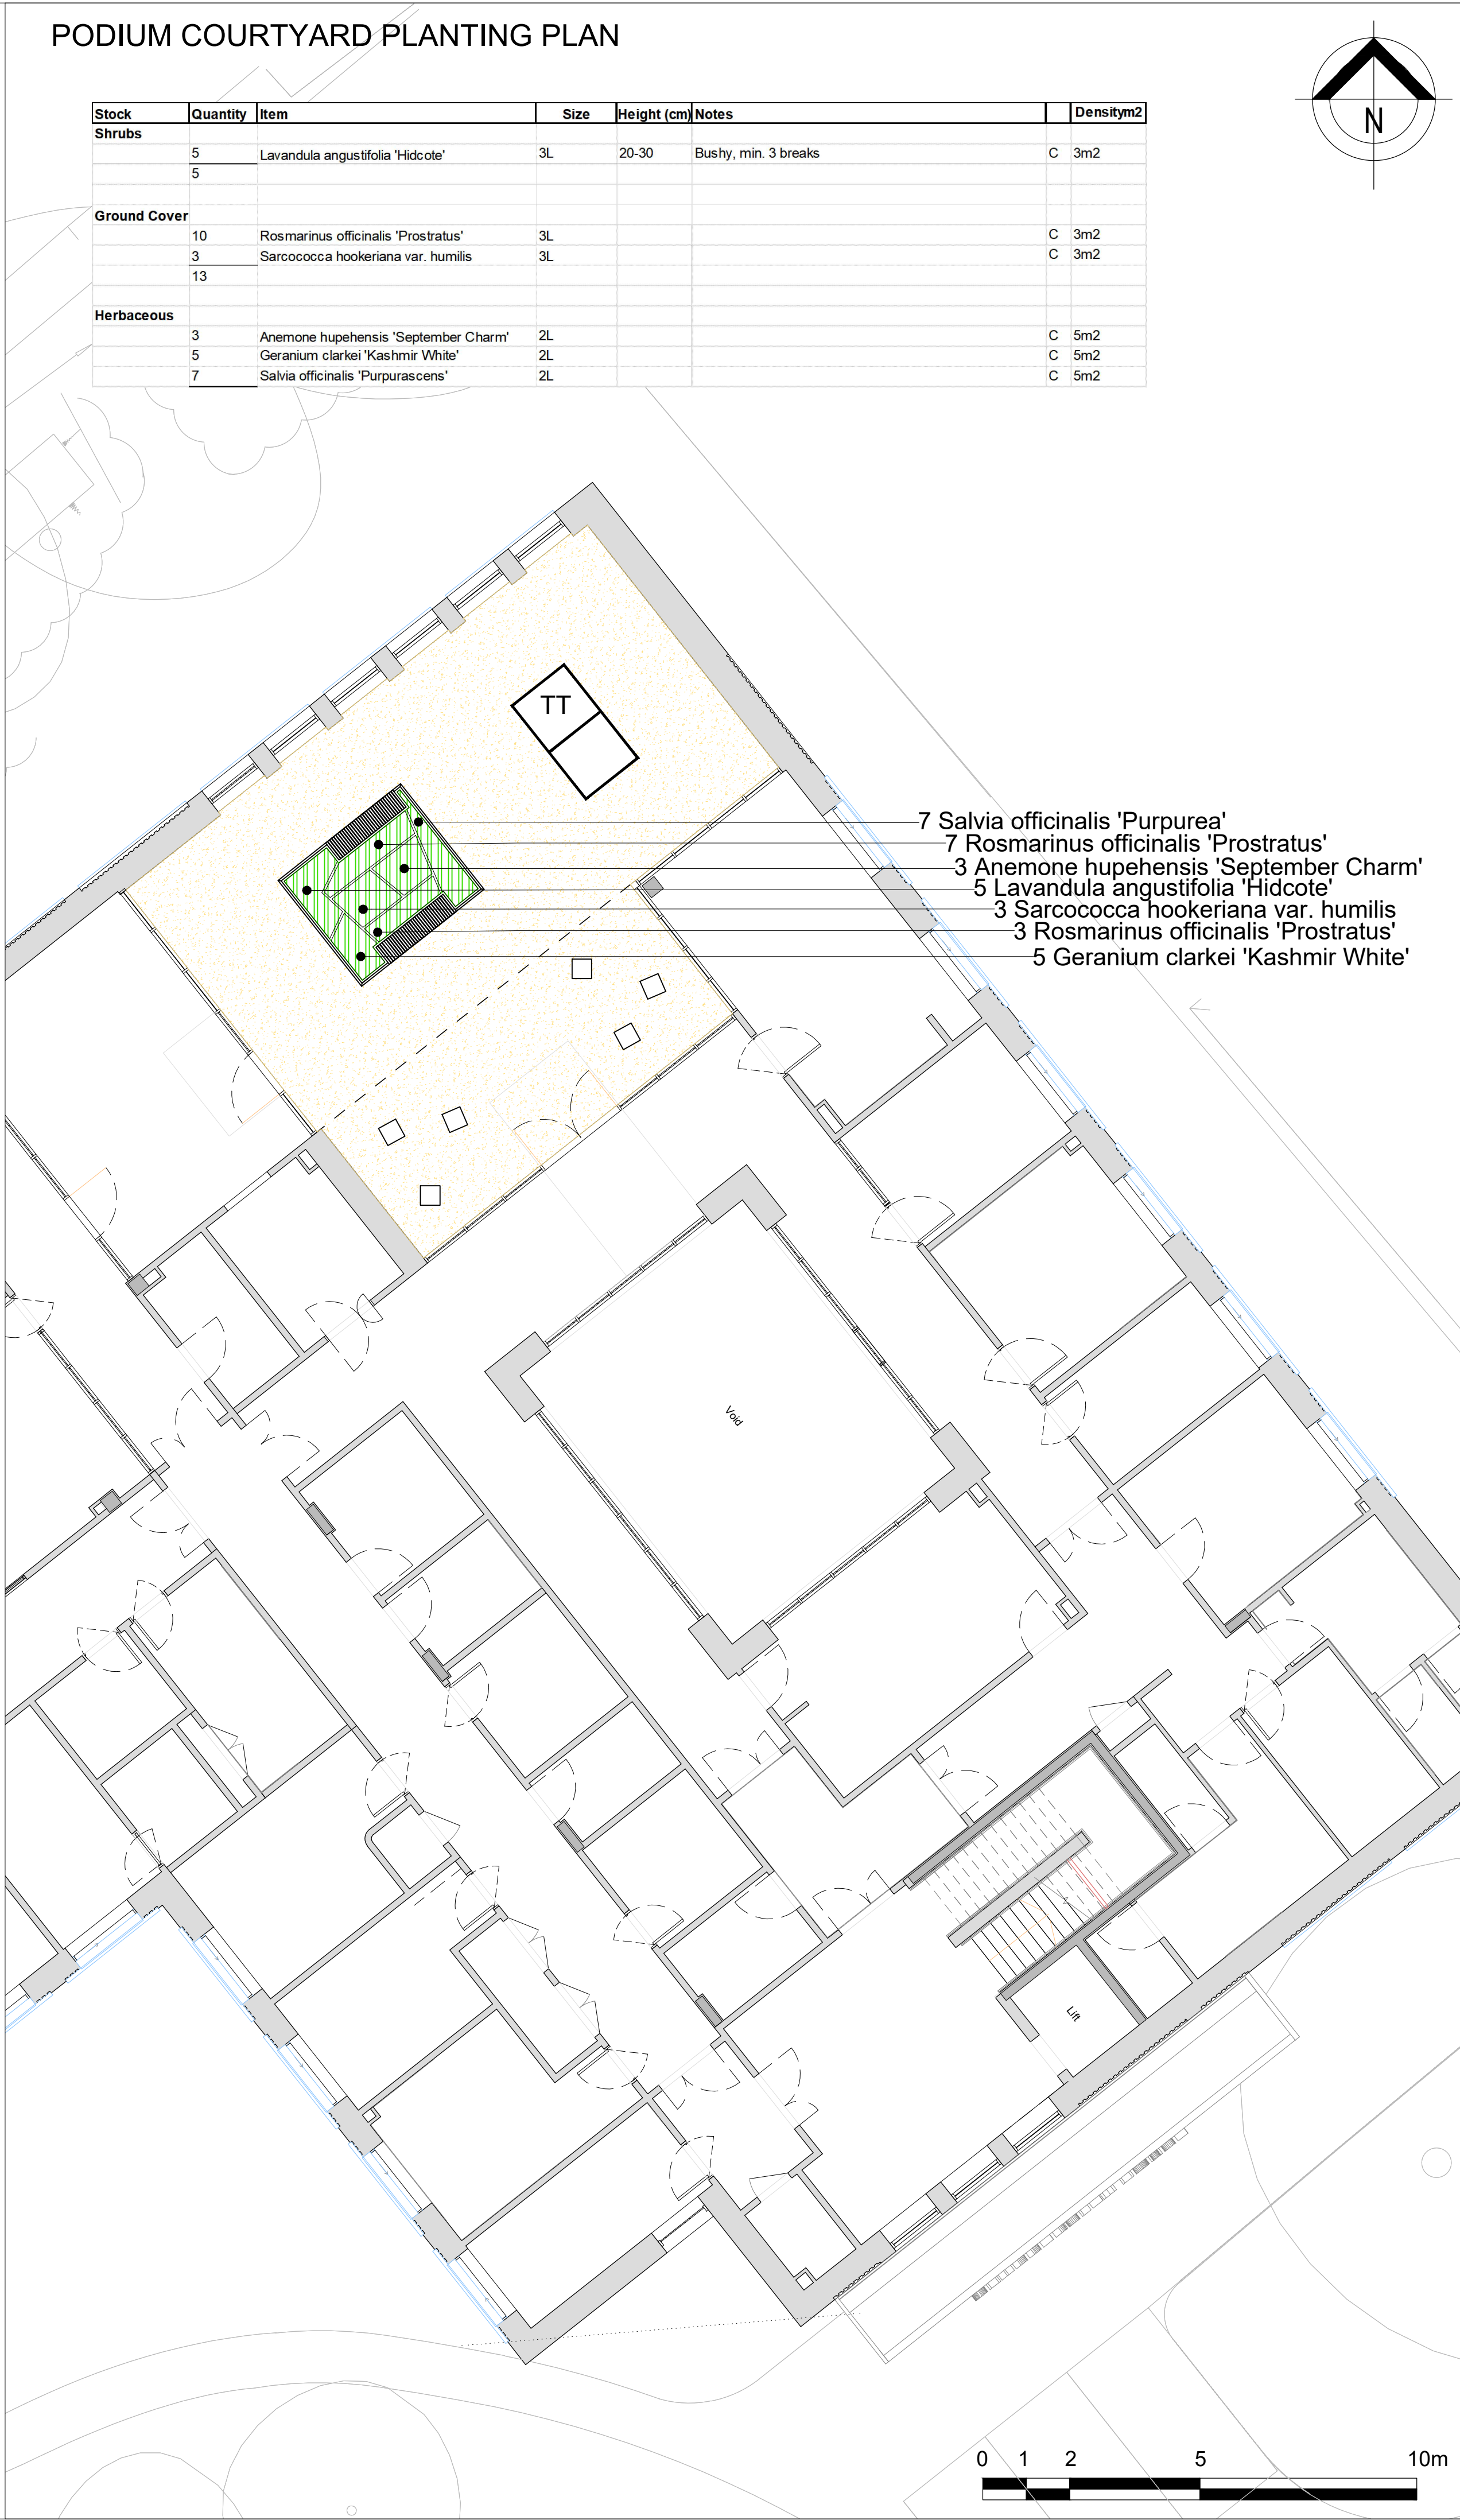 PODIUM COURTYARD PLANTING PLAN
N
Stock Quantity Item Size Height (cm) Notes Densitym2
Shrubs
5 Lavandula angustifolia 'Hidcote' 3L 20-30 Bushy, min. 3 breaks C 3m2
5
Ground Cover
10 Rosmarinus officinalis 'Prostratus' 3L C 3m2
3 Sarcococca hookeriana var. humilis 3L C 3m2
13
Herbaceous
3 Anemone hupehensis 'September Charm' 2L C 5m2
5 Geranium clarkei 'Kashmir White' 2L C 5m2
7 Salvia officinalis 'Purpurascens' 2L C 5m2
TT
7 Salvia officinalis 'Purpurea'
7 Rosmarinus officinalis 'Prostratus'
3 Anemone hupehensis 'September Charm'
5 Lavandula angustifolia 'Hidcote'
3 Sarcococca hookeriana var. humilis
3 Rosmarinus officinalis 'Prostratus'
5 Geranium clarkei 'Kashmir White'
Void
Lift
0 1 2 5 10m